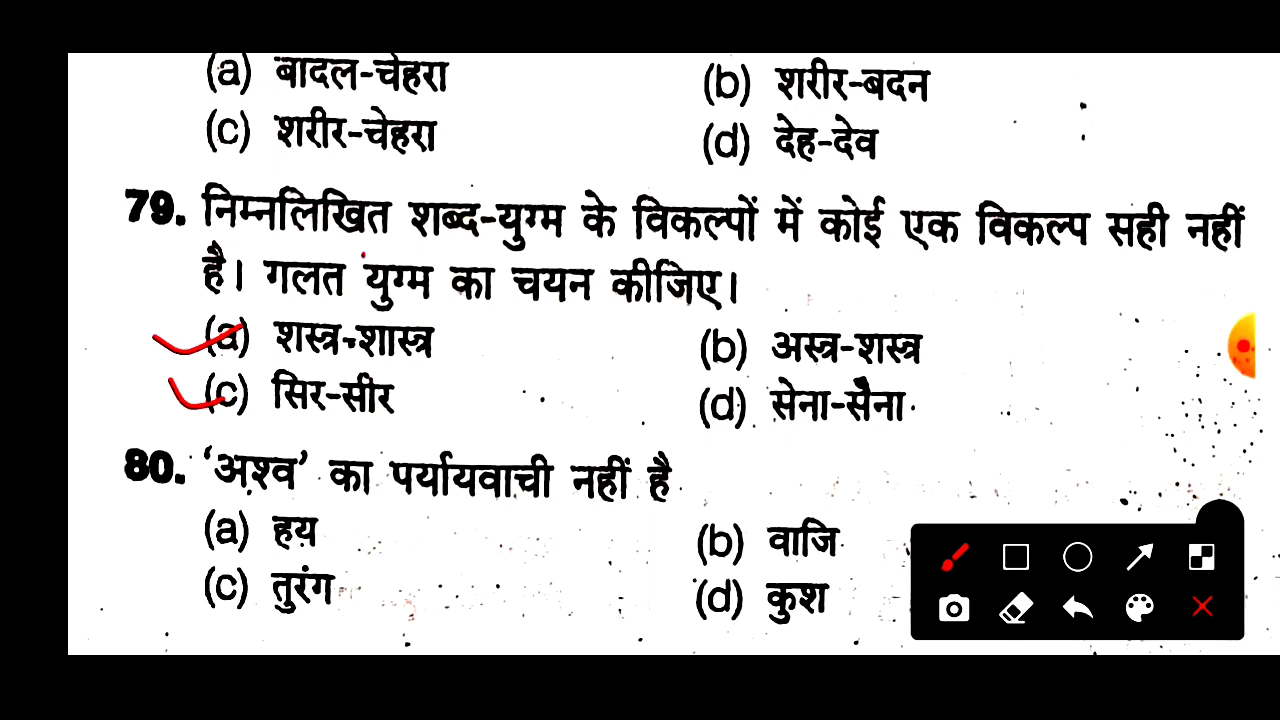 (a) बादल-चेहरा (b) शरीर-बदन
(c) शरीर-चेहरा (d) देह-देव
79. निम्नलिखित शब्द-युग्म के विकल्पों में कोई एक विकल्प सही नहीं
है। गलत युग्म का चयन कीजिए।
(a) शस्त्र-शास्त्र (b) अस्त्र-शस्त्र
(c) सिर-सीर (d) सेना-सैना
80. ‘अश्व’ का पर्यायवाची नहीं है
(a) हय (b) वाजि
(c) तुरंग (d) कुश